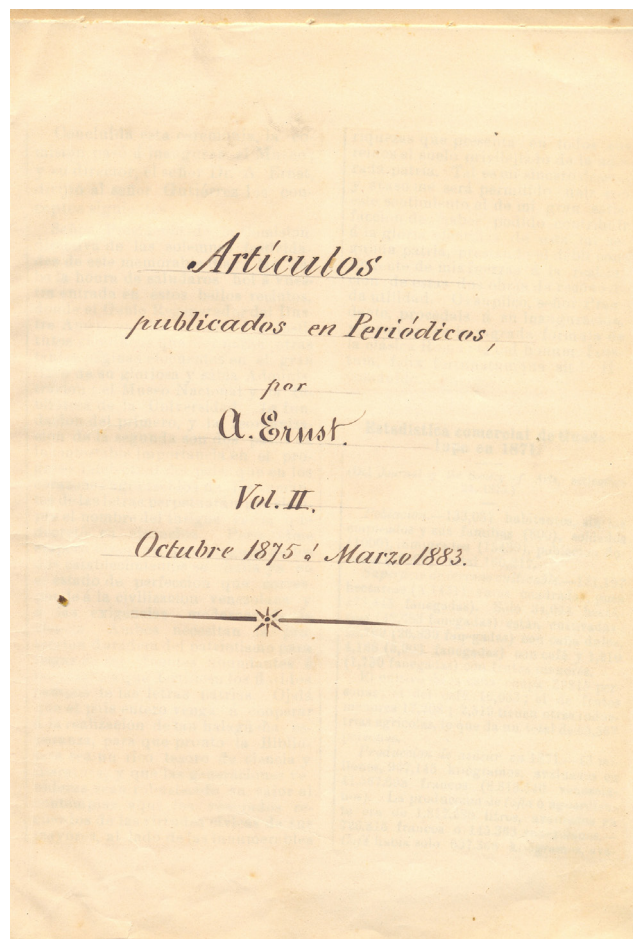 Artículos
publicados en Periódicos,
por
A. Ernst.
Vol. II.
Octubre 1875 á Marzo 1883.